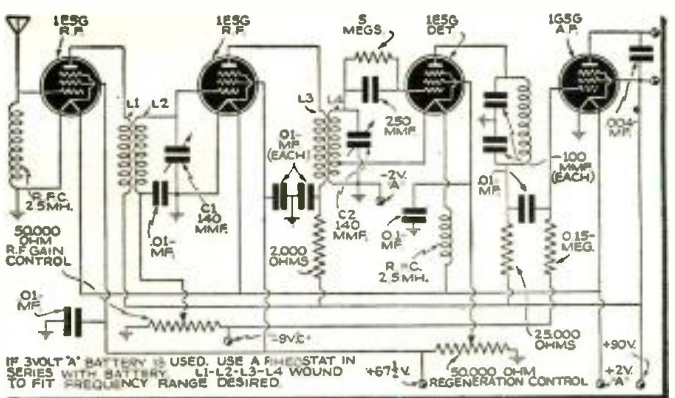 1E5G
R.F.
1E5G
R.F.
5
MEGS.
1E5G
DET.
1G5G
A.F.
L1
L2
L3
L4
250
MMF.
.004-
MF.
.01-
MF.
(EACH)
-2V.
"A"
-100
MMF.
(EACH)
.01-
MF.
R.F.C.
2.5MH.
C1
140
MMF.
.01-
MF.
C2
140
MMF.
0.1-
MF.
0.15-
MEG.
50,000
OHM
R.F. GAIN
CONTROL
2,000
OHMS
R.F.C.
2.5MH.
.01-
MF.
25,000
OHMS
-9V."C"
+90V.
IF 3VOLT "A" BATTERY IS USED. USE A RHEOSTAT IN
SERIES WITH BATTERY. L1-L2-L3-L4 WOUND
TO FIT FREQUENCY RANGE DESIRED.
+67½V.
50,000 OHM
REGENERATION CONTROL
+2V.
"A"